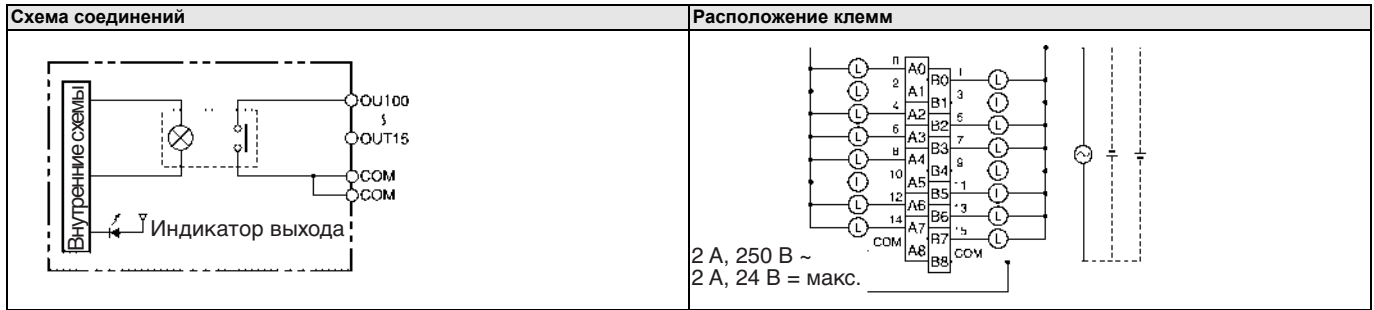 Схема соединений
Расположение клемм
Внутренние схемы
OU100
OUT15
COM
COM
Индикатор выхода
A0
B0
1
L
L
2
A1
3
L
I
B1
4
A2
5
L
L
B2
6
A3
7
L
L
B3
8
A4
9
L
L
B4
10
A5
11
I
I
B5
12
A6
13
L
L
B6
14
A7
15
L
L
B7
COM
A8
COM
B8
2 А, 250 В ~
2 А, 24 В = макс.